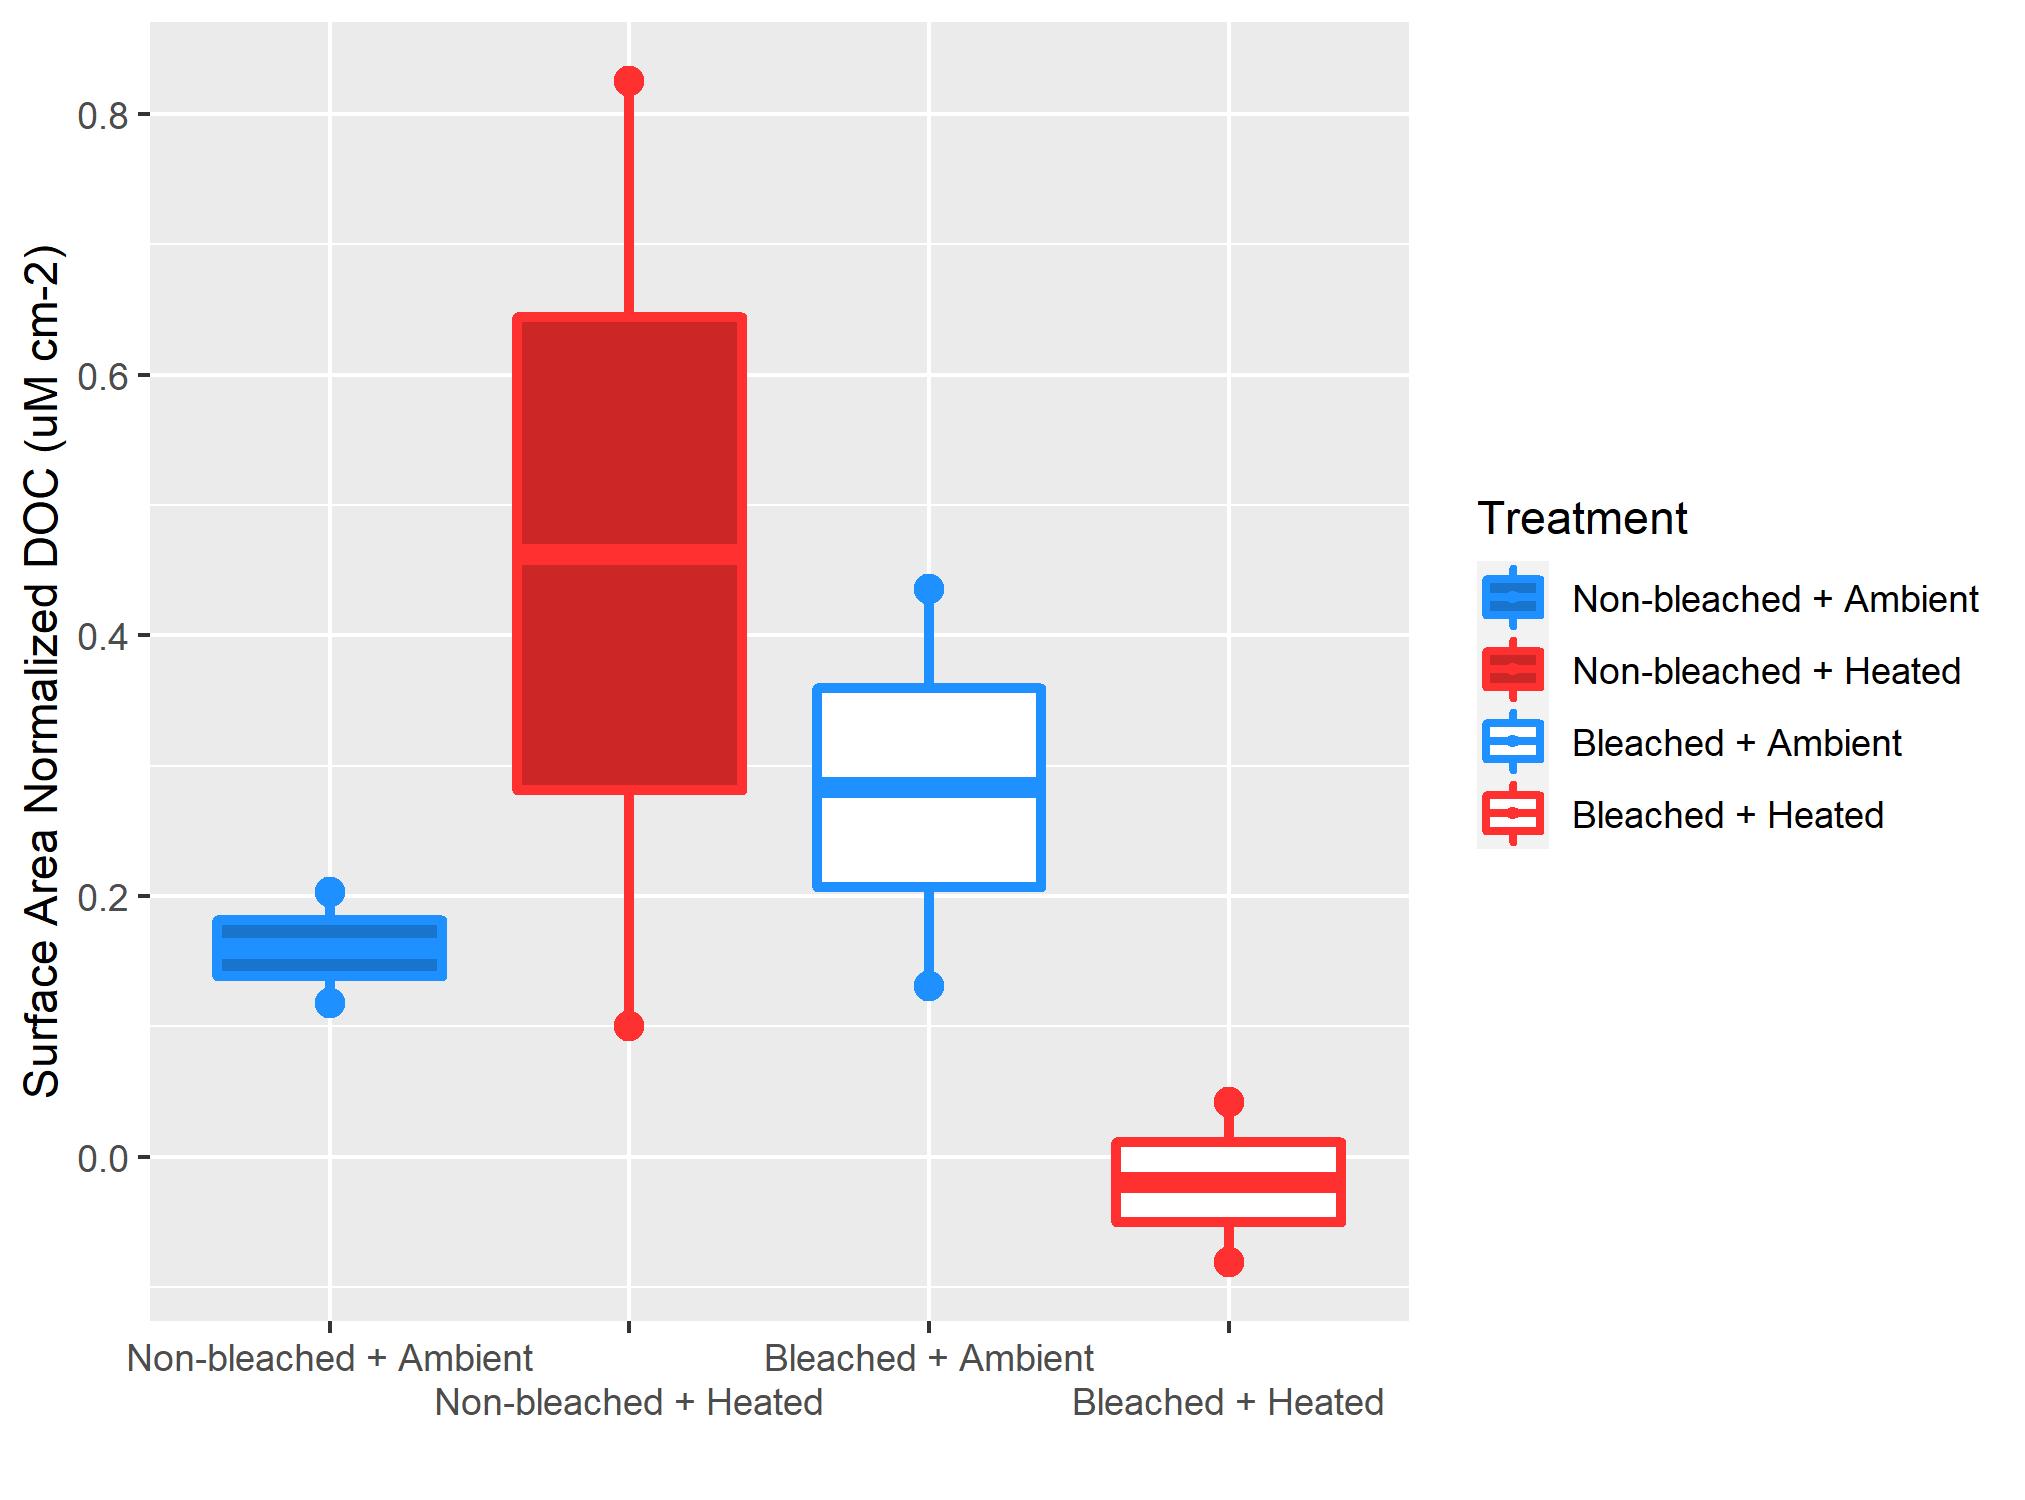 Surface Area Normalized DOC (uM cm-2)
0.8
0.6
0.4
0.2
0.0
Non-bleached + Ambient
Non-bleached + Heated
Bleached + Ambient
Bleached + Heated
Treatment
Non-bleached + Ambient
Non-bleached + Heated
Bleached + Ambient
Bleached + Heated